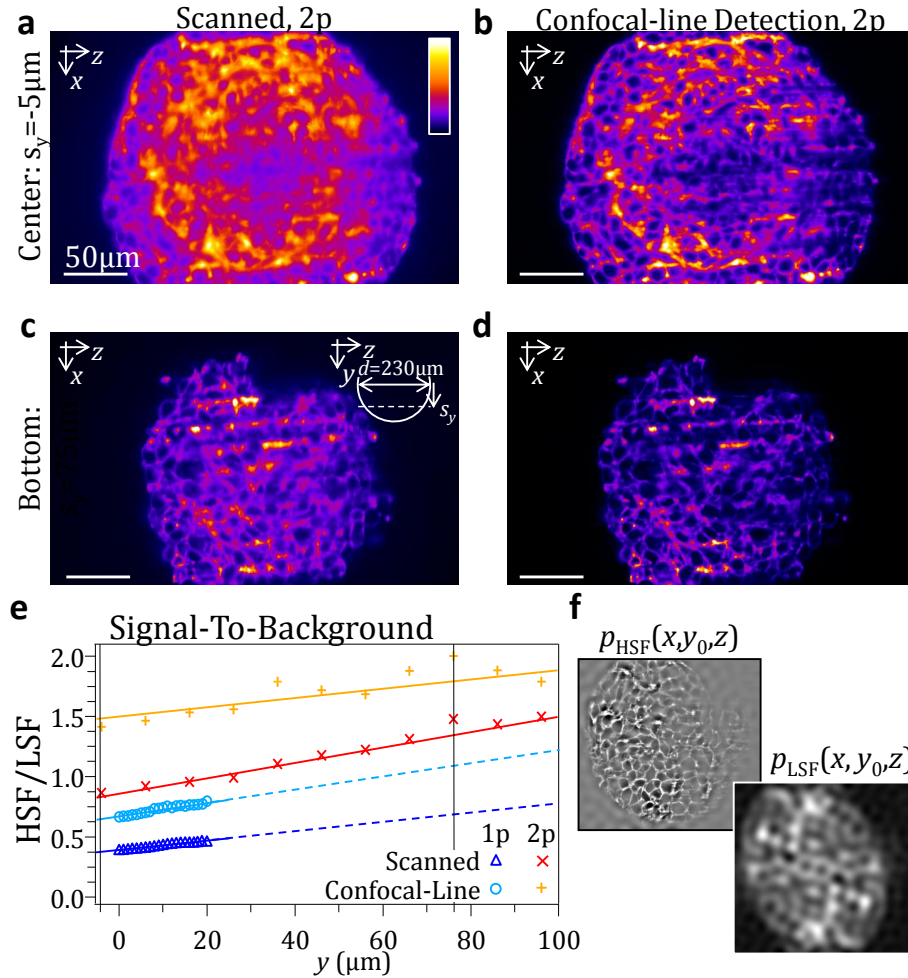 a Scanned, 2p
b Confocal-line Detection, 2p
Center: s_y=-5μm
z
x
50μm
z
x
c
d
Bottom:
s_y=75μm
z
x
z
y d=230μm
s_y
z
x
e Signal-To-Background
HSF/LSF
2.0
1.5
1.0
0.5
0.0
1p 2p
Scanned
Confocal-Line
0 20 40 60 80 100
y (μm)
f
p_HSF(x,y_0,z)
p_LSF(x,y_0,z)